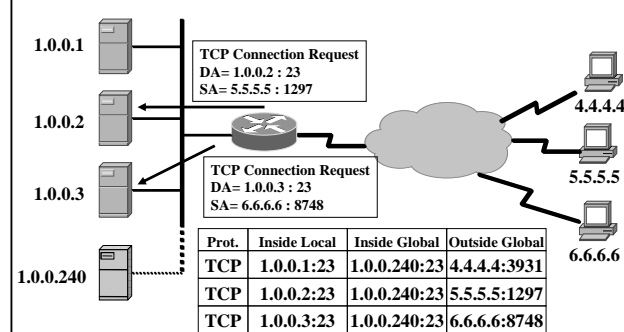 1.0.0.1
TCP Connection Request
DA= 1.0.0.2 : 23
SA= 5.5.5.5 : 1297
4.4.4.4
1.0.0.2
5.5.5.5
TCP Connection Request
DA= 1.0.0.3 : 23
SA= 6.6.6.6 : 8748
1.0.0.3
6.6.6.6
1.0.0.240
Prot. Inside Local Inside Global Outside Global
TCP 1.0.0.1:23 1.0.0.240:23 4.4.4.4:3931
TCP 1.0.0.2:23 1.0.0.240:23 5.5.5.5:1297
TCP 1.0.0.3:23 1.0.0.240:23 6.6.6.6:8748